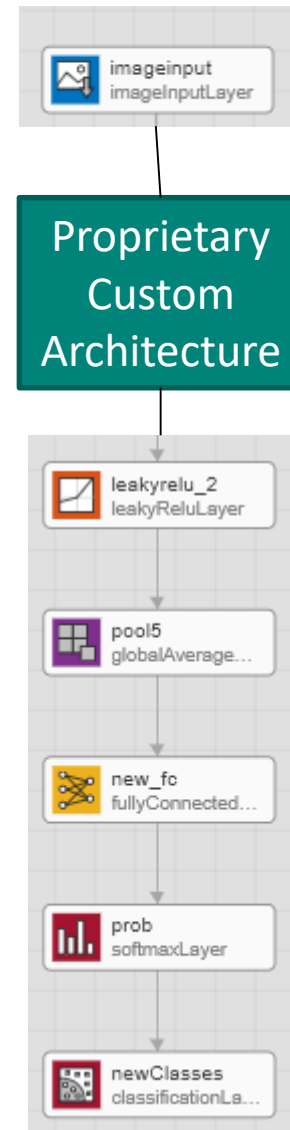 imageinput
imageInputLayer
Proprietary
Custom
Architecture
leakyrelu_2
leakyReluLayer
pool5
globalAverage...
new_fc
fullyConnected...
prob
softmaxLayer
newClasses
classificationLa...